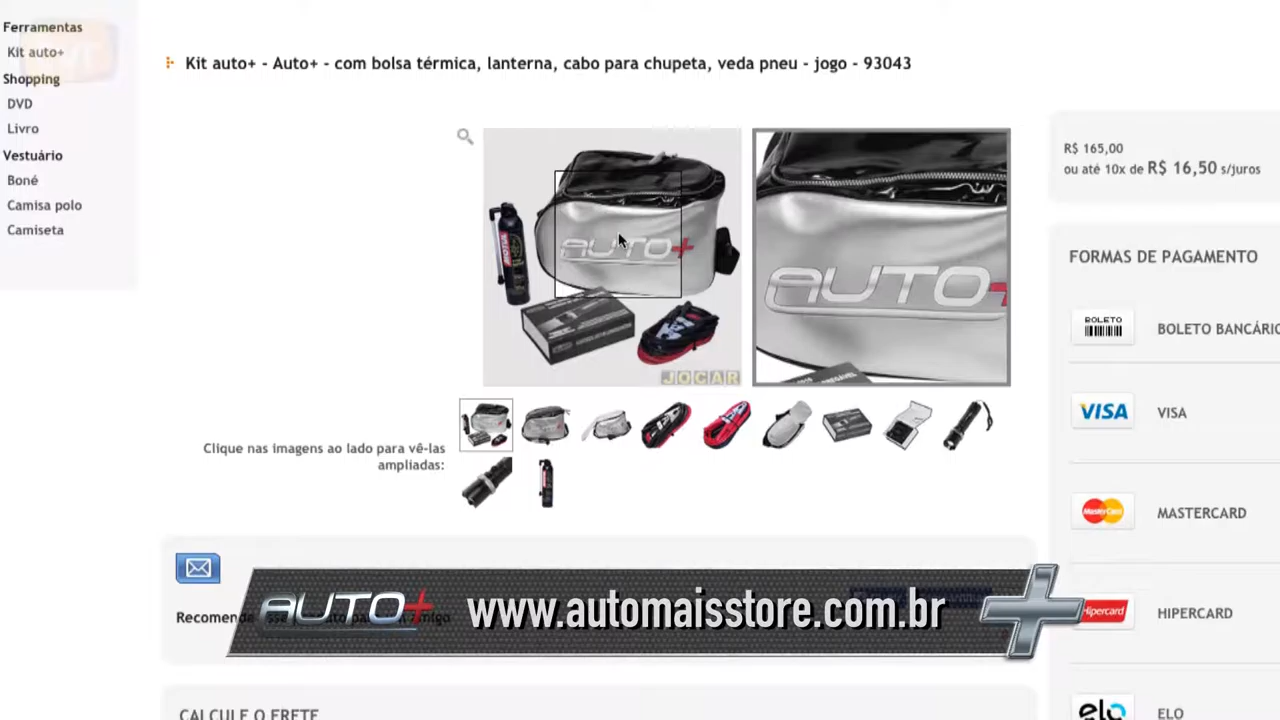 Ferramentas
Kit auto+
Shopping
DVD
Livro
Vestuário
Boné
Camisa polo
Camiseta
Kit auto+ - Auto+ - com bolsa térmica, lanterna, cabo para chupeta, veda pneu - jogo - 93043
AUTO+
MOTUL
JOCAR
AUTO+
Clique nas imagens ao lado para vê-las
ampliadas:
R$ 165,00
ou até 10x de R$ 16,50 s/juros
FORMAS DE PAGAMENTO
BOLETO
BOLETO BANCÁRIO
VISA
VISA
MasterCard
MASTERCARD
Hipercard
HIPERCARD
elo
ELO
Recomende
AUTO+
www.automaisstore.com.br
CALCULE O FRETE